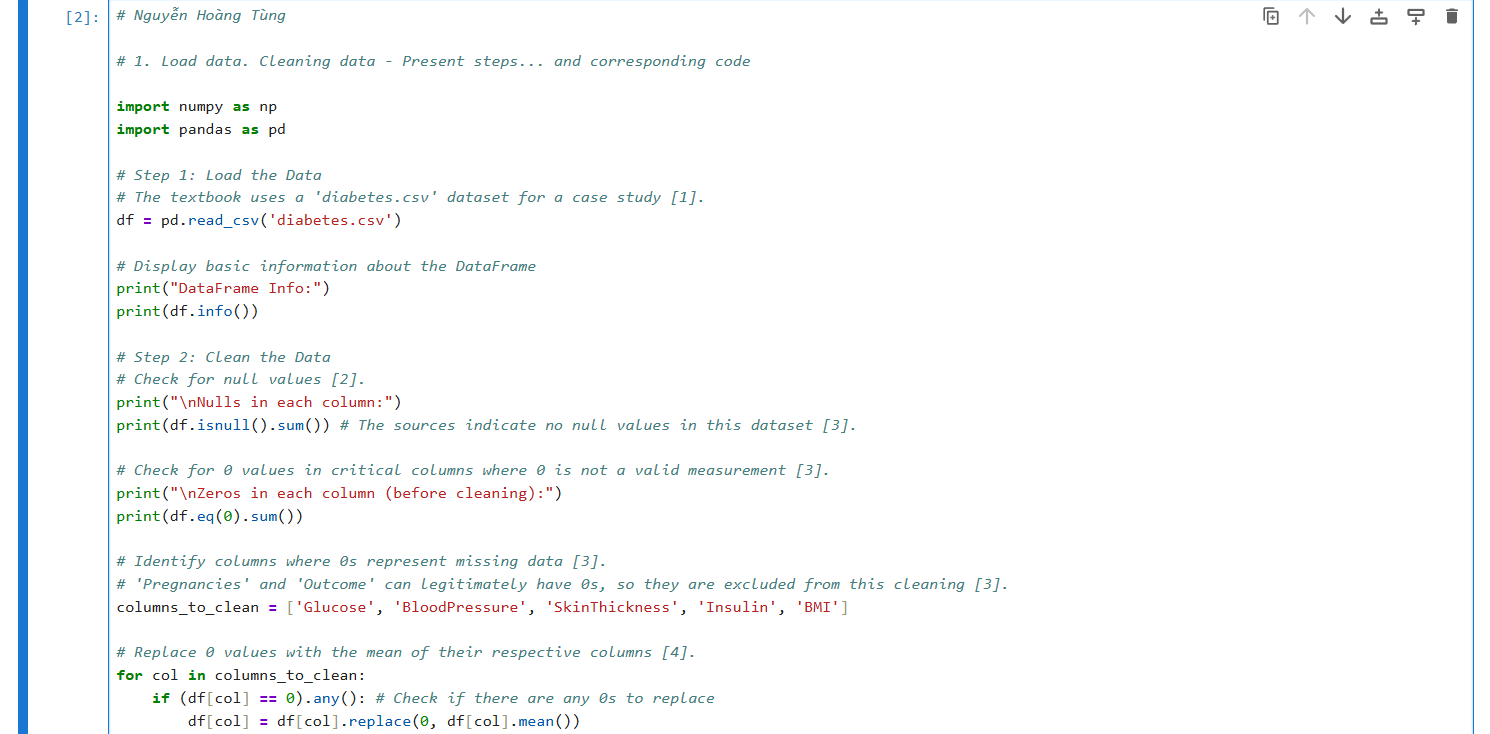 [2]: # Nguyễn Hoàng Tùng
# 1. Load data. Cleaning data - Present steps... and corresponding code
import numpy as np
import pandas as pd
# Step 1: Load the Data
# The textbook uses a 'diabetes.csv' dataset for a case study [1].
df = pd.read_csv('diabetes.csv')
# Display basic information about the DataFrame
print("DataFrame Info:")
print(df.info())
# Step 2: Clean the Data
# Check for null values [2].
print("\nNulls in each column:")
print(df.isnull().sum()) # The sources indicate no null values in this dataset [3].
# Check for 0 values in critical columns where 0 is not a valid measurement [3].
print("\nZeros in each column (before cleaning):")
print(df.eq(0).sum())
# Identify columns where 0s represent missing data [3].
# 'Pregnancies' and 'Outcome' can legitimately have 0s, so they are excluded from this cleaning [3].
columns_to_clean = ['Glucose', 'BloodPressure', 'SkinThickness', 'Insulin', 'BMI']
# Replace 0 values with the mean of their respective columns [4].
for col in columns_to_clean:
    if (df[col] == 0).any(): # Check if there are any 0s to replace
        df[col] = df[col].replace(0, df[col].mean())